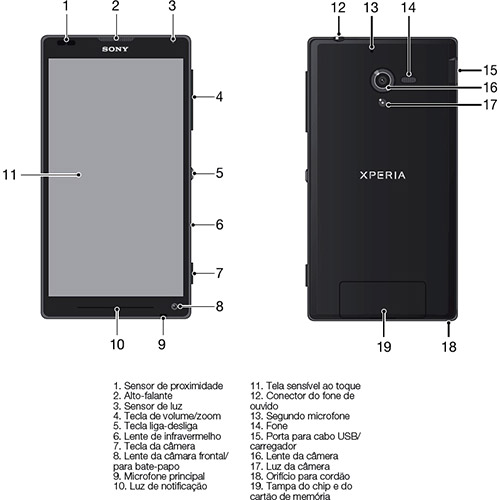 1
2
3
12
13
14
SONY
15
16
4
17
11
5
XPERIA
6
7
8
10
9
19
18
1. Sensor de proximidade
2. Alto-falante
3. Sensor de luz
4. Tecla de volume/zoom
5. Tecla liga-desliga
6. Lente de infravermelho
7. Tecla da câmera
8. Lente da câmara frontal/
para bate-papo
9. Microfone principal
10. Luz de notificação
11. Tela sensível ao toque
12. Conector do fone de
ouvido
13. Segundo microfone
14. Fone
15. Porta para cabo USB/
carregador
16. Lente da câmera
17. Luz da câmera
18. Orifício para cordão
19. Tampa do chip e do
cartão de memória